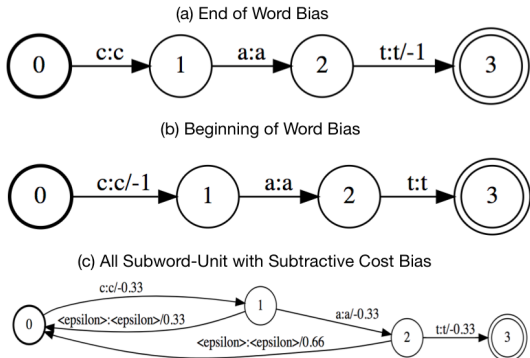 (a) End of Word Bias
0 c:c 1 a:a 2 t:t/-1 3
(b) Beginning of Word Bias
0 c:c/-1 1 a:a 2 t:t 3
(c) All Subword-Unit with Subtractive Cost Bias
c:c/-0.33
<epsilon>:<epsilon>/0.33 1 a:a/-0.33
0 <epsilon>:<epsilon>/0.66 2 t:t/-0.33 3